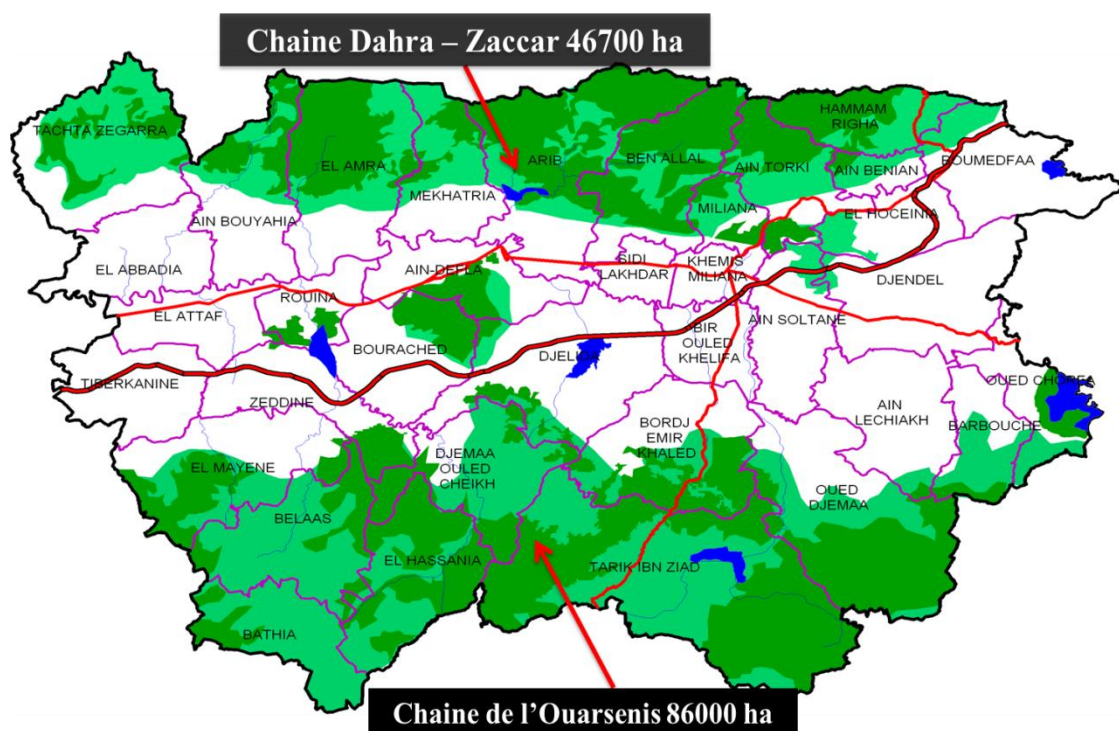 Chaine Dahra – Zaccar 46700 ha
TACHTA ZEGARRA
EL AMRA
MEKHATRIA
ARIB
BEN ALLAL
AIN TORKI
HAMMAM
RIGHA
AIN BENIAN
BOUMEDFAA
AIN BOUYAHIA
MILIANA
EL HOCEINIA
EL ABBADIA
AIN-DEFLA
SIDI
LAKHDAR
KHEMIS
MILIANA
DJENDEL
EL ATTAF
ROUINA
BOURACHED
DJELIDA
BIR
OULED
KHELIFA
AIN SOLTANE
TIBERKANINE
ZEDDINE
OUED CHORFA
AIN
LECHIAKH
BARBOUCHE
BORDJ
EMIR
KHALED
DJEMAA
OULED
CHEIKH
EL MAYENE
OUED
DJEMAA
BELAAS
EL HASSANIA
TARIK IBN ZIAD
BATHIA
Chaine de l’Ouarsenis 86000 ha